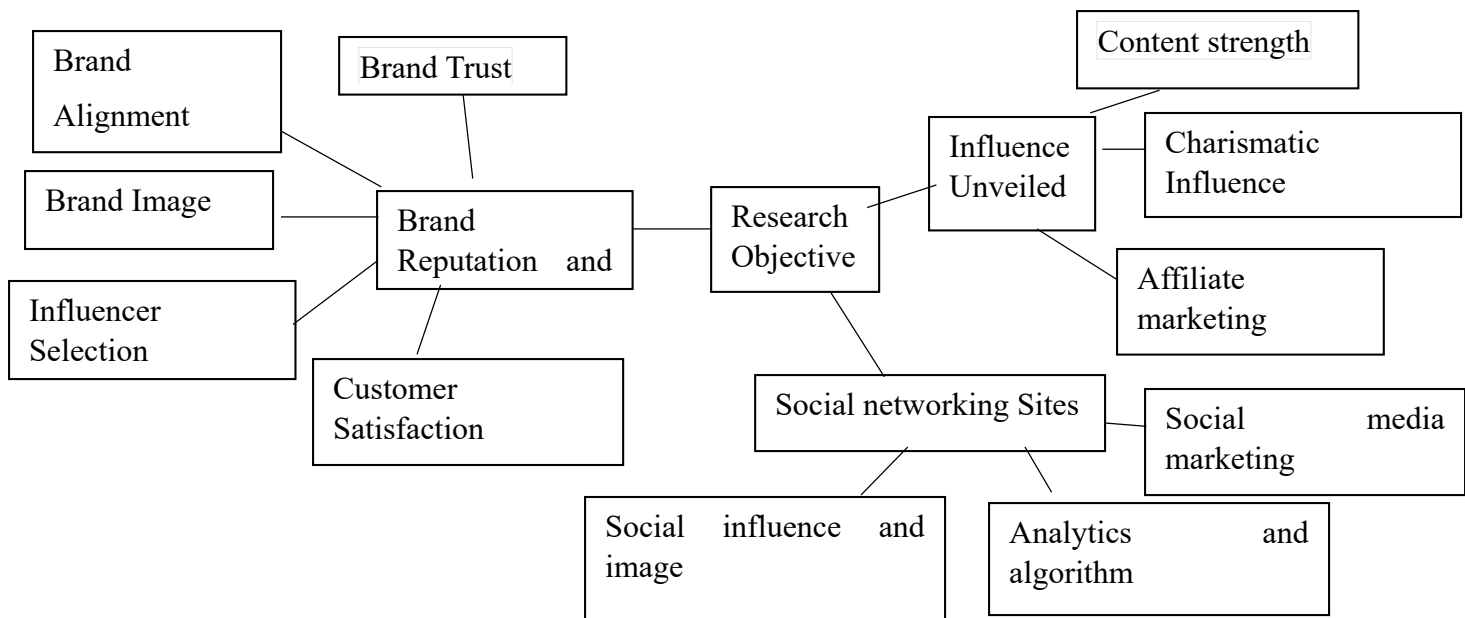 Brand
Alignment
Brand Trust
Content strength
Influence
Unveiled
Charismatic
Influence
Brand Image
Brand
Reputation and
Research
Objective
Influencer
Selection
Affiliate
marketing
Customer
Satisfaction
Social networking Sites
Social media
marketing
Social influence and
image
Analytics and
algorithm